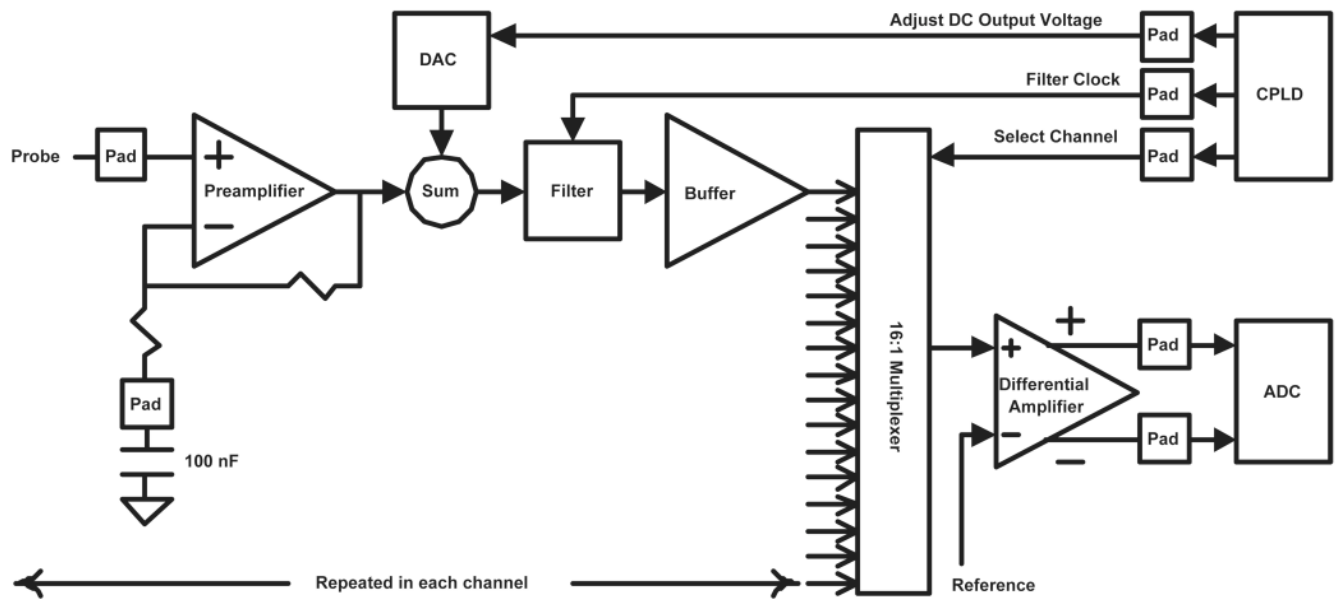 Adjust DC Output Voltage
Pad
DAC
Filter Clock
Pad
CPLD
Select Channel
Pad
Probe
Pad
+
Preamplifier
−
Sum
Filter
Buffer
16:1 Multiplexer
+
+
Pad
Differential
Amplifier
ADC
−
Pad
−
Pad
100 nF
Repeated in each channel
Reference